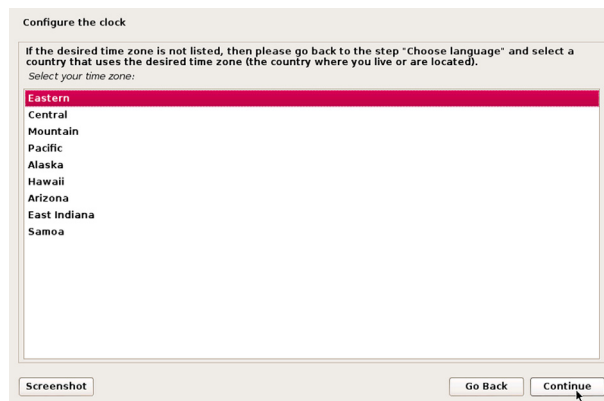 Configure the clock
If the desired time zone is not listed, then please go back to the step "Choose language" and select a
country that uses the desired time zone (the country where you live or are located).
Select your time zone:
Eastern
Central
Mountain
Pacific
Alaska
Hawaii
Arizona
East Indiana
Samoa
Screenshot
Go Back
Continue